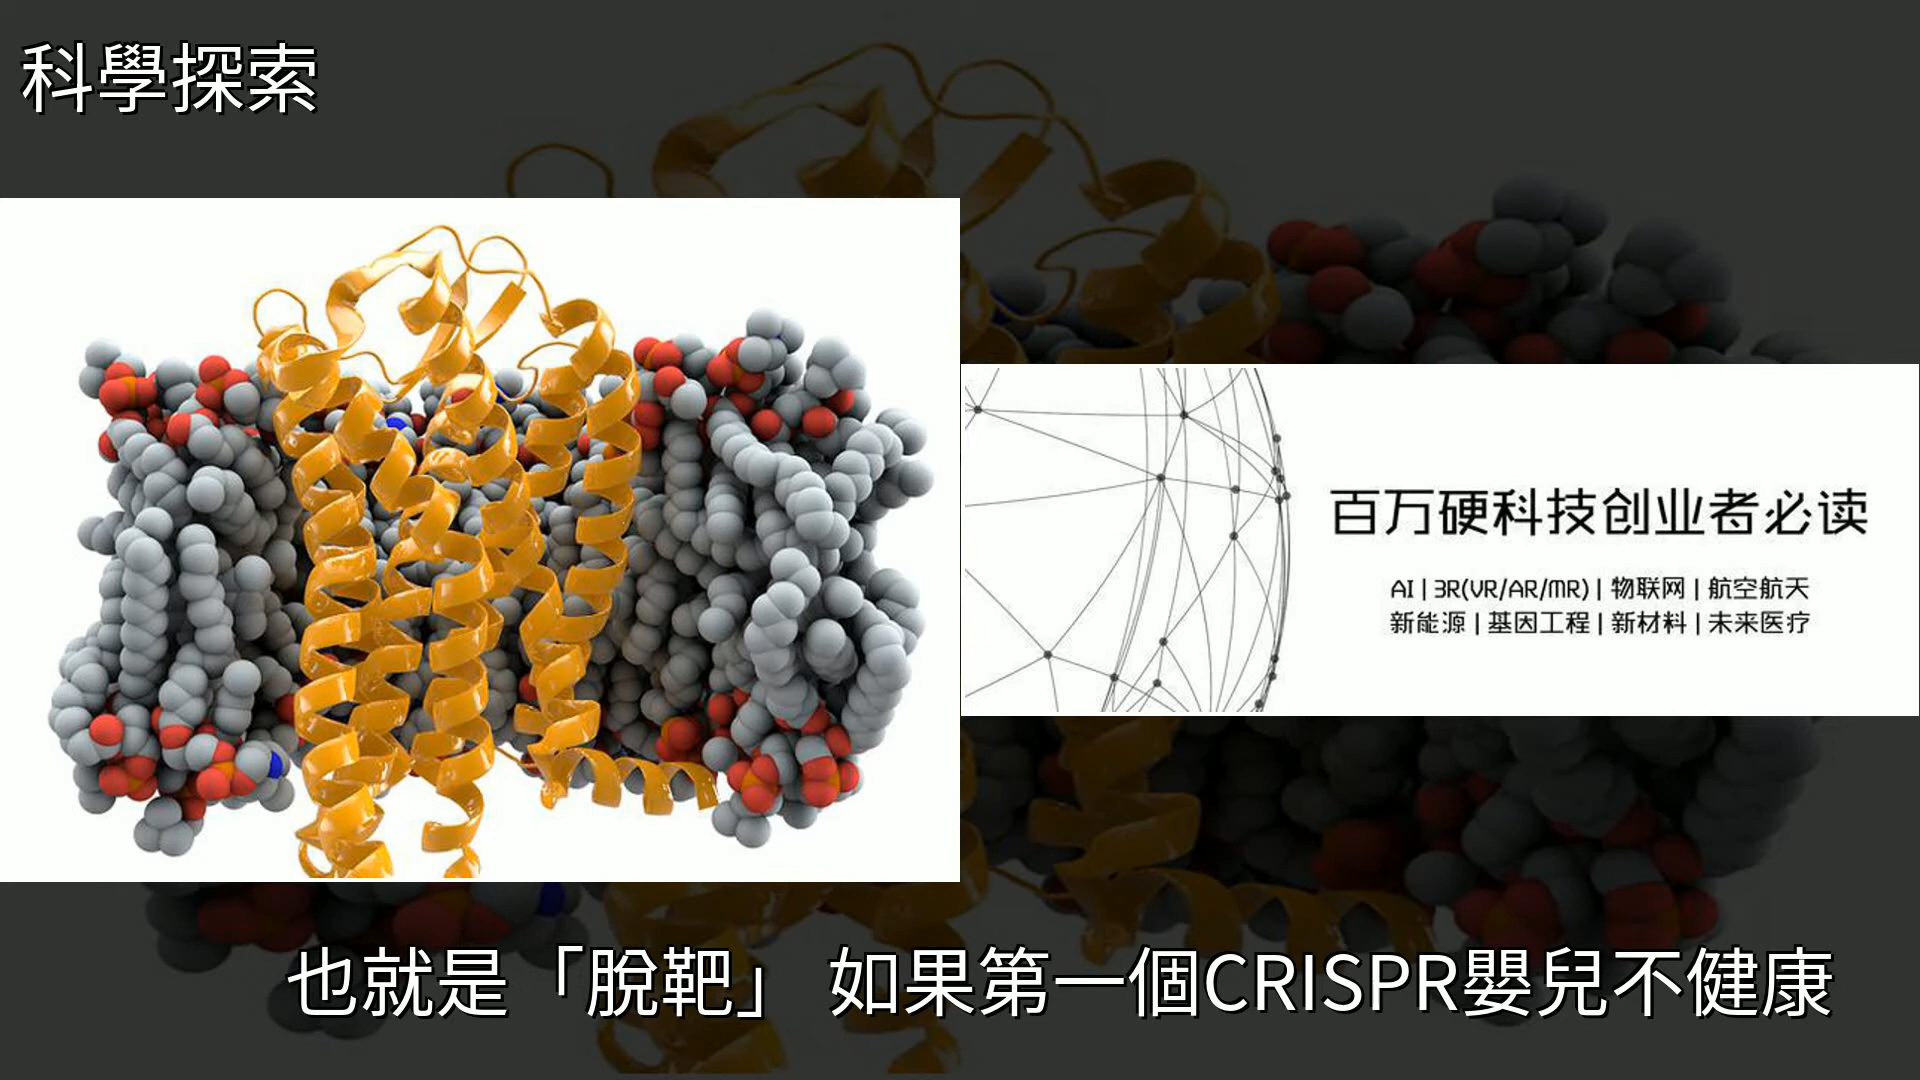 科學探索
百万硬科技创业者必读
AI | 3R(VR/AR/MR) | 物联网 | 航空航天
新能源 | 基因工程 | 新材料 | 未来医疗
也就是「脫靶」 如果第一個CRISPR嬰兒不健康